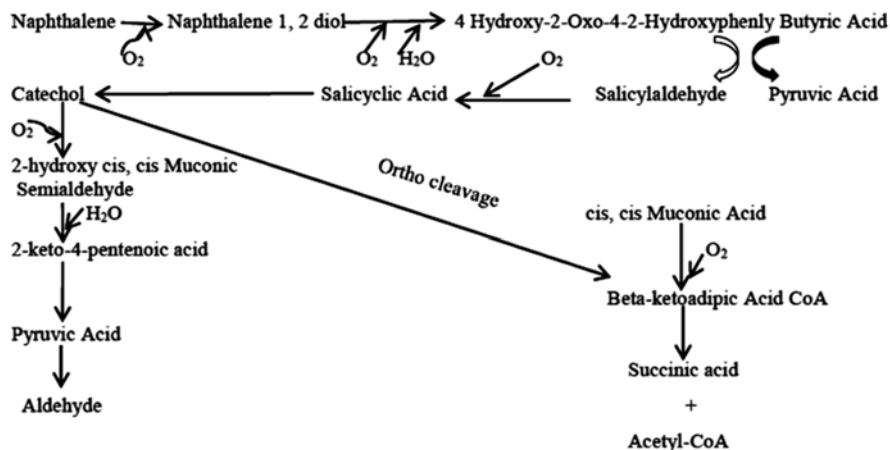 Naphthalene Naphthalene 1, 2 diol 4 Hydroxy-2-Oxo-4-2-Hydroxyphenly Butyric Acid
O₂ O₂ H₂O O₂
Catechol Salicyclic Acid Salicylaldehyde Pyruvic Acid
O₂
2-hydroxy cis, cis Muconic
Semialdehyde
H₂O
2-keto-4-pentenoic acid
Pyruvic Acid
Aldehyde
Ortho cleavage
cis, cis Muconic Acid
O₂
Beta-ketoadipic Acid CoA
Succinic acid
+
Acetyl-CoA